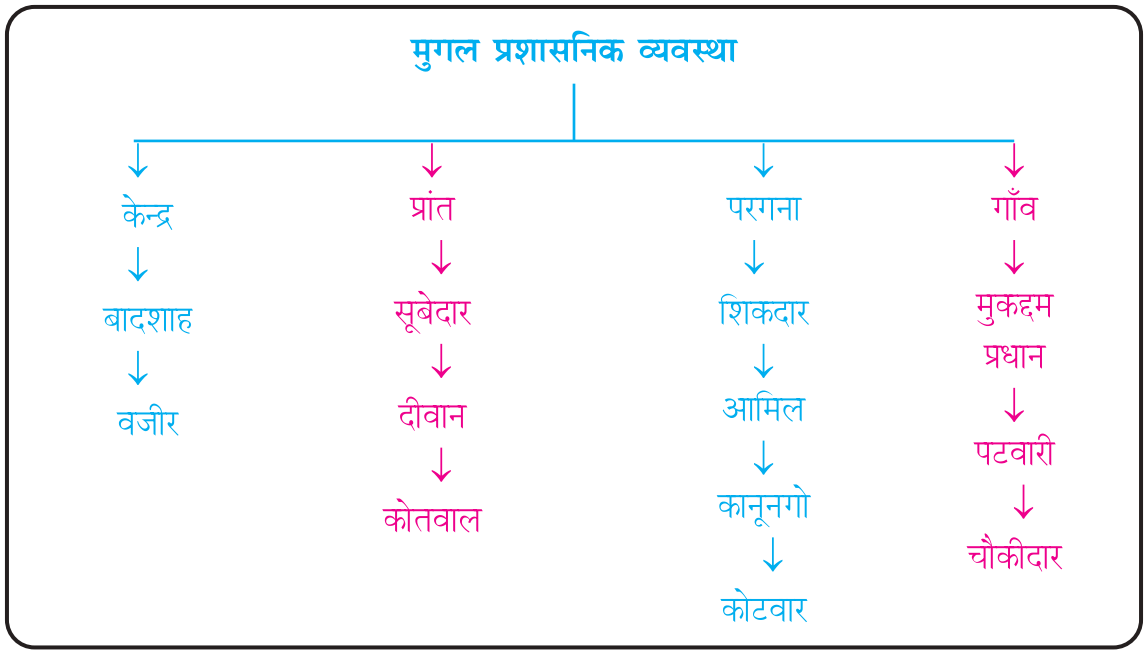 मुगल प्रशासनिक व्यवस्था
केन्द्र
बादशाह
वजीर
प्रांत
सूबेदार
दीवान
कोतवाल
परगना
शिकदार
आमिल
कानूनगो
कोटवार
गाँव
मुकद्दम
प्रधान
पटवारी
चौकीदार